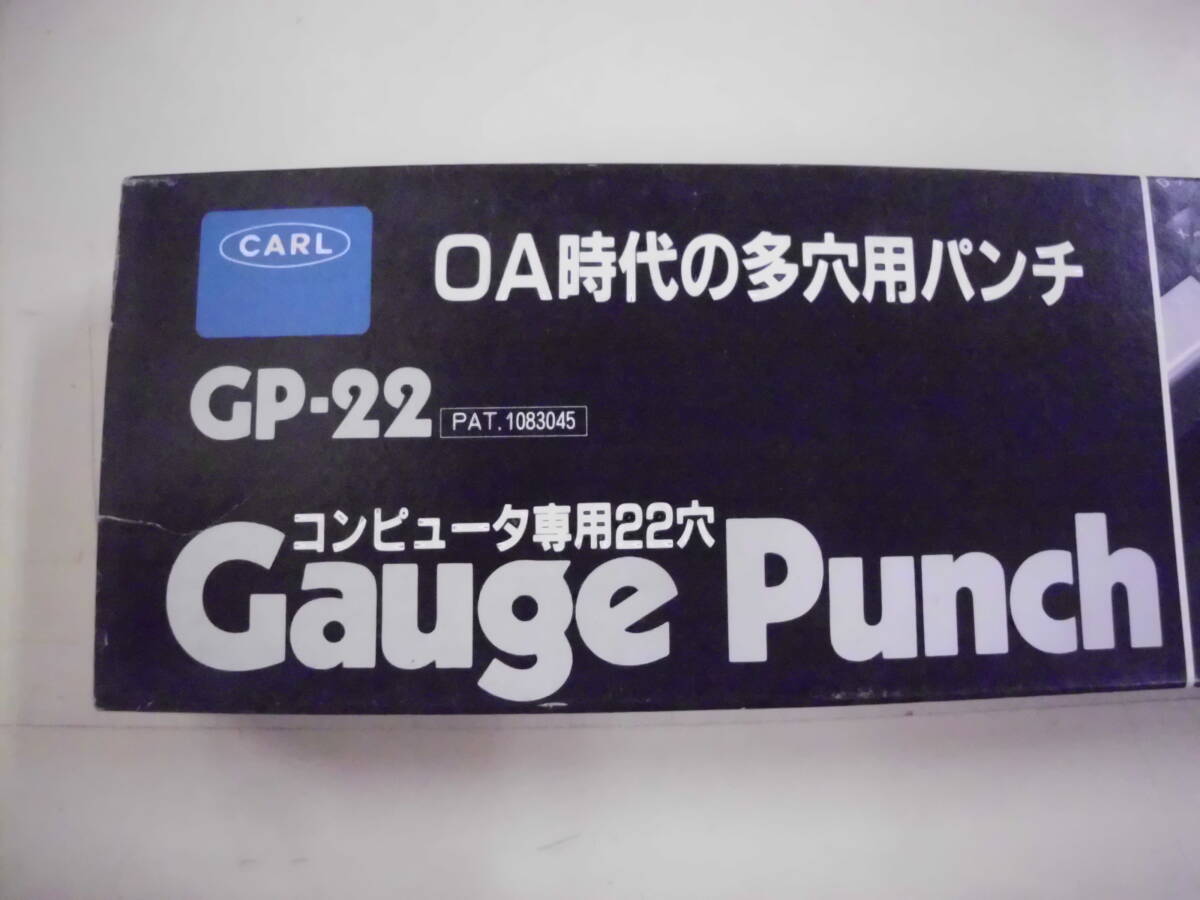 CARL
OA時代の多穴用パンチ
GP-22
PAT.1083045
コンピュータ専用22穴
Gauge Punch